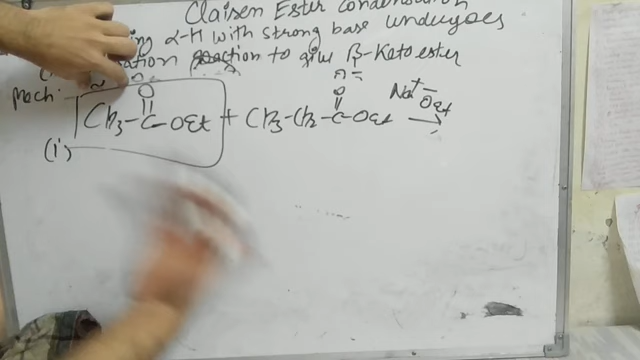 Claisen Ester Condensation
α-H with strong base undergoes
reaction to give β-Keto ester
Mech:
O O
CH₃-C-OEt + CH₃-CH₂-C-OEt Na⁺ ⁻OEt →
(1)